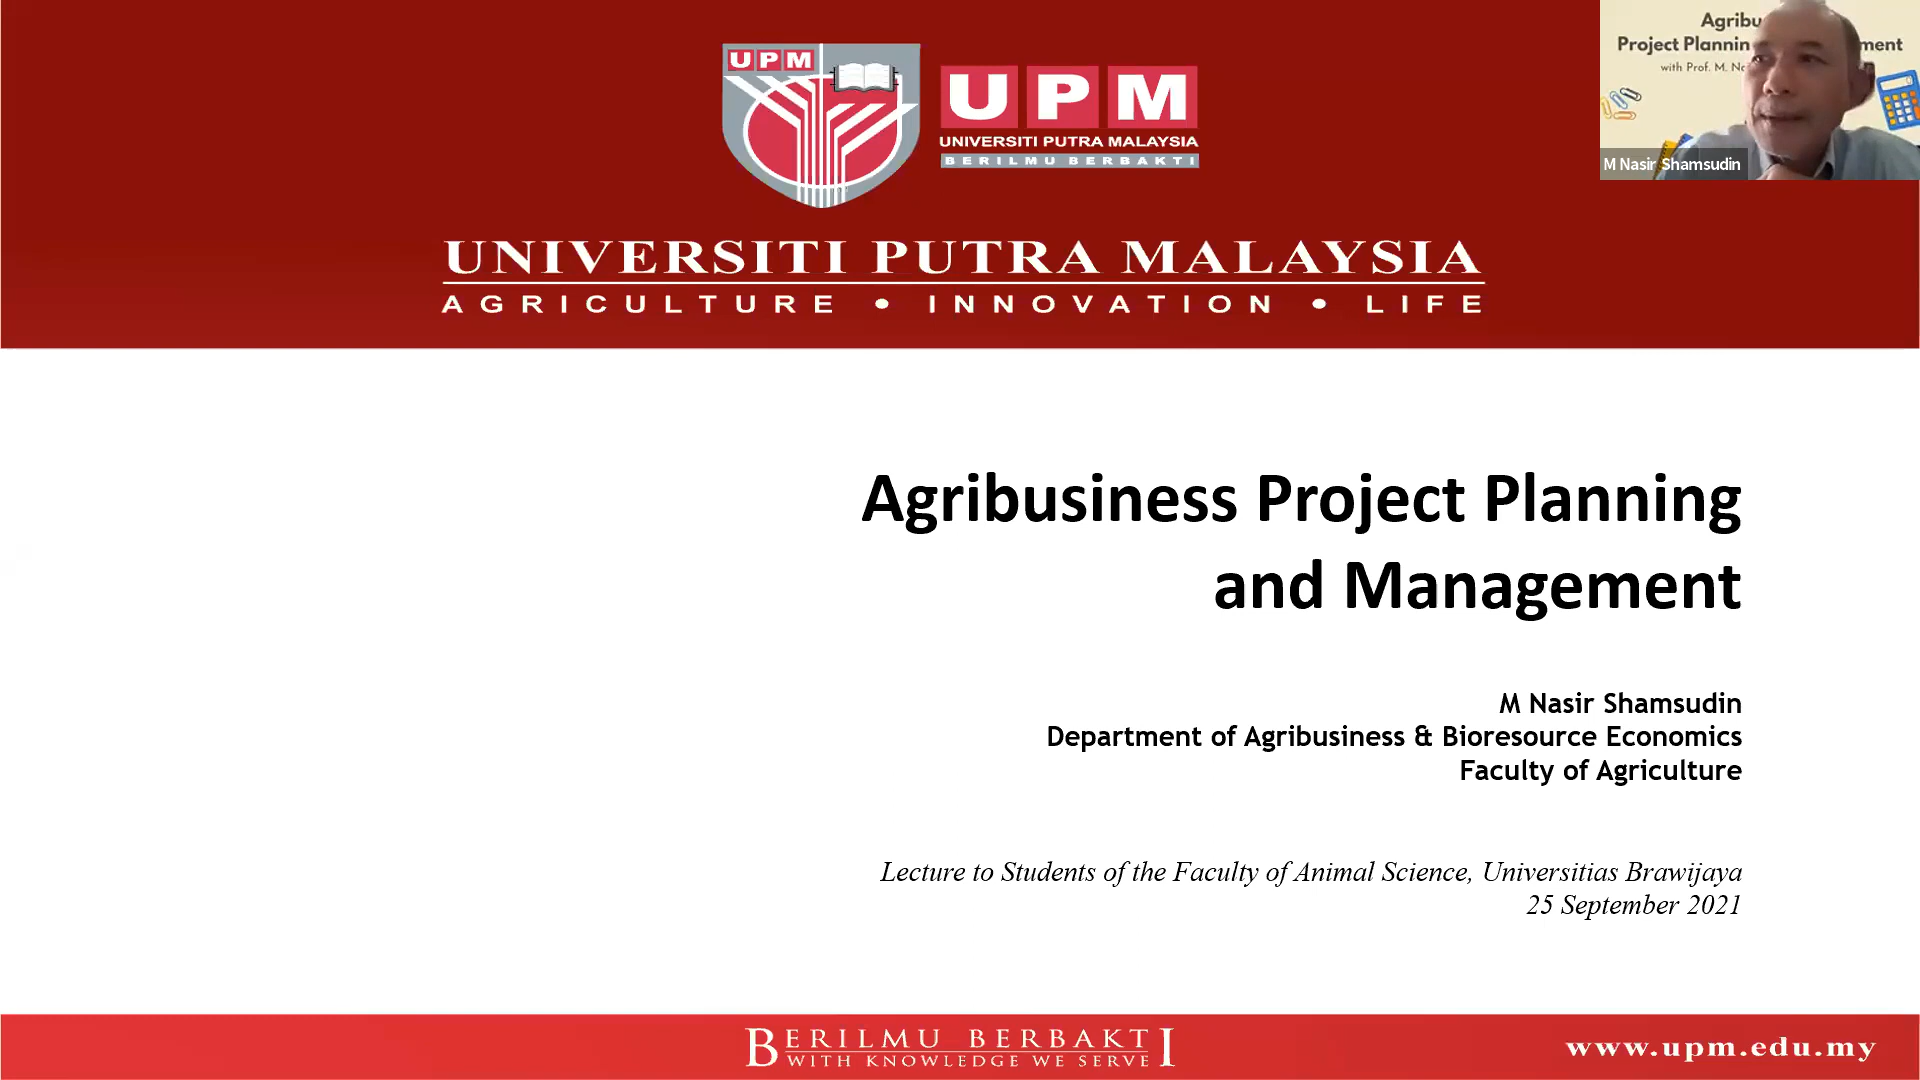 UPM
UPM
UNIVERSITI PUTRA MALAYSIA
BERILMU BERBAKTI
UNIVERSITI PUTRA MALAYSIA
AGRICULTURE • INNOVATION • LIFE
Project
with Prof. M.
M Nasir Shamsudin
Agribusiness Project Planning
and Management
M Nasir Shamsudin
Department of Agribusiness & Bioresource Economics
Faculty of Agriculture
Lecture to Students of the Faculty of Animal Science, Universitias Brawijaya
25 September 2021
BERILMU BERBAKTI
WITH KNOWLEDGE WE SERVE
www.upm.edu.my